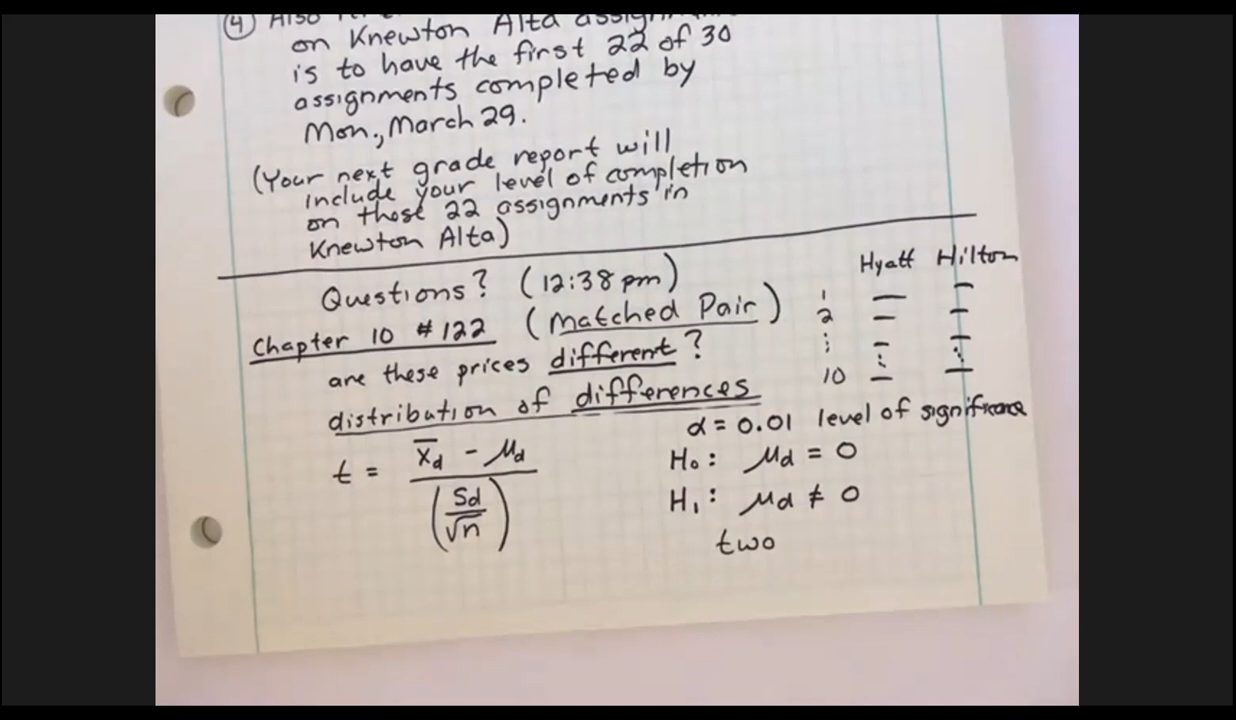 ④ Also
on Knewton Alta
is to have the first 22 of 30
assignments completed by
Mon., March 29.
(Your next grade report will
include your level of completion
on those 22 assignments in
Knewton Alta)
Questions? (12:38 pm)
Hyatt Hilton
Chapter 10 #122 (Matched Pair)
1 — —
2 — —
⋮ — —
⋮ ⋮
10 — —
are these prices different?
distribution of differences
α = 0.01 level of significance
t = (x̄d - μd) / (Sd/√n)
H₀: μd = 0
H₁: μd ≠ 0
two